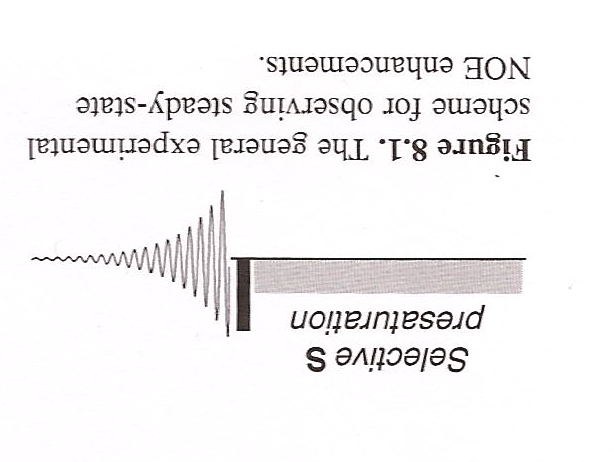 Selective S
presaturation
Figure 8.1. The general experimental
scheme for observing steady-state
NOE enhancements.